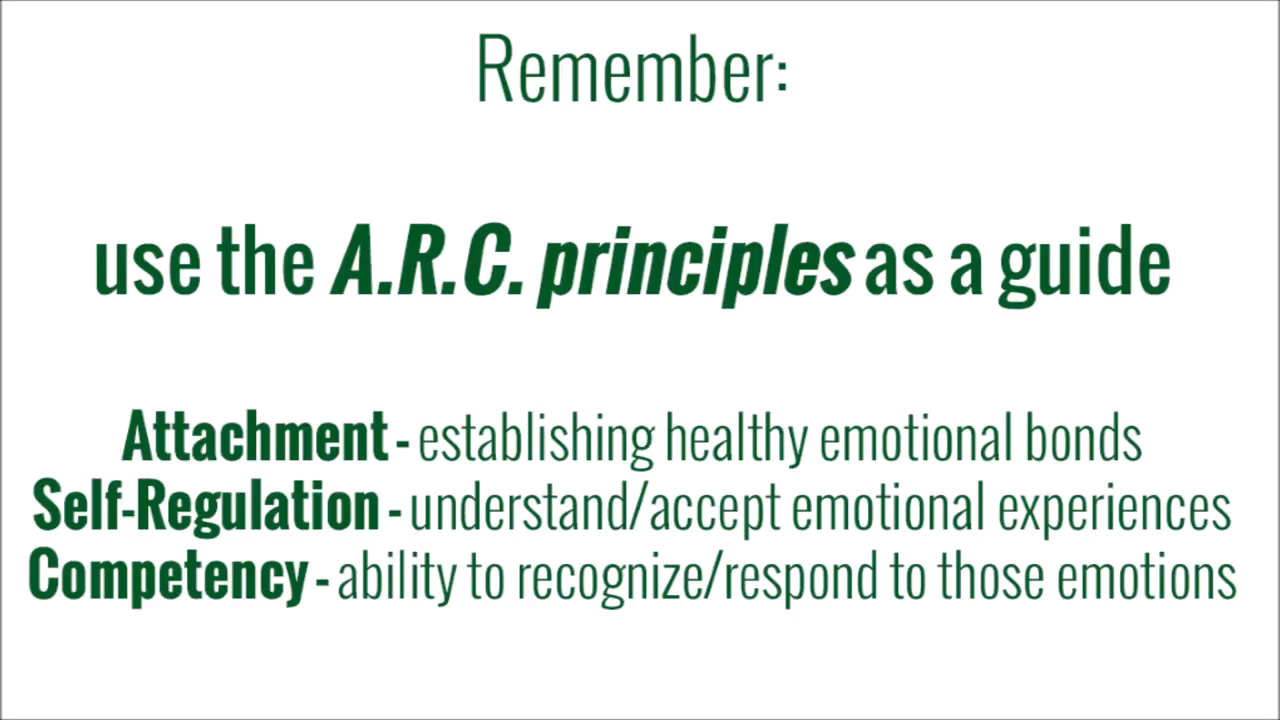 Remember:
use the A.R.C. principles as a guide
Attachment - establishing healthy emotional bonds
Self-Regulation - understand/accept emotional experiences
Competency - ability to recognize/respond to those emotions